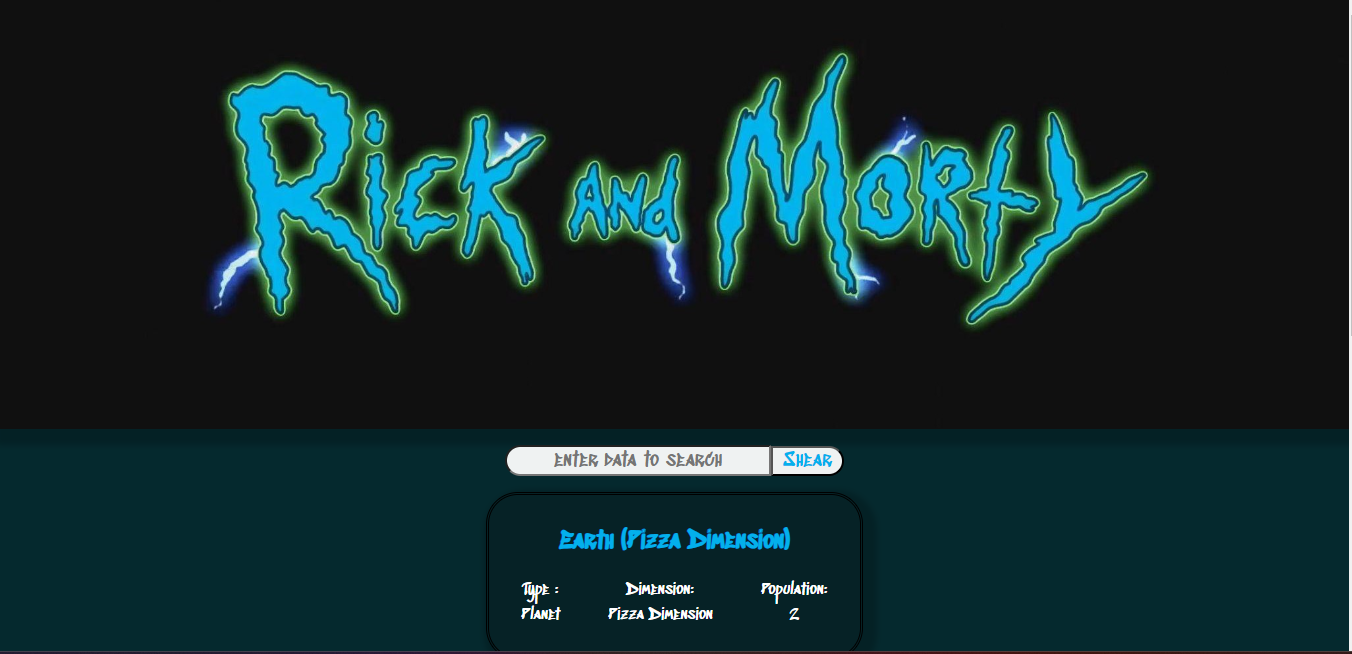 Rick and Morty
Enter data to search
Shear
Earth (Pizza Dimension)
Type :
Dimension:
Population:
Planet
Pizza Dimension
2